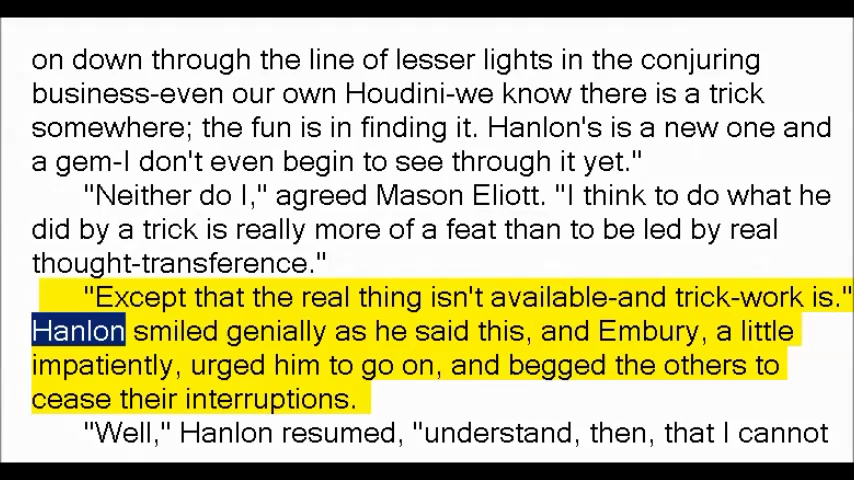 on down through the line of lesser lights in the conjuring
business-even our own Houdini-we know there is a trick
somewhere; the fun is in finding it. Hanlon's is a new one and
a gem-I don't even begin to see through it yet."
"Neither do I," agreed Mason Eliott. "I think to do what he
did by a trick is really more of a feat than to be led by real
thought-transference."
"Except that the real thing isn't available-and trick-work is."
Hanlon smiled genially as he said this, and Embury, a little
impatiently, urged him to go on, and begged the others to
cease their interruptions.
"Well," Hanlon resumed, "understand, then, that I cannot